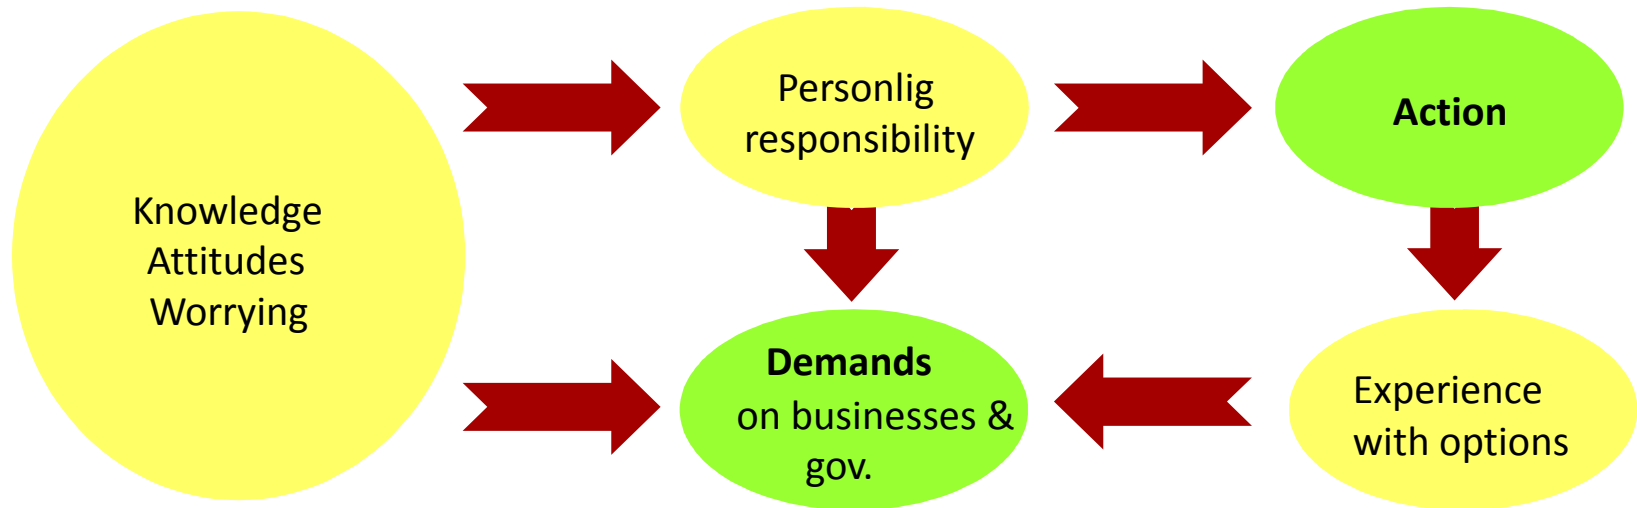 Knowledge
Attitudes
Worrying
Personlig
responsibility
Action
Demands
on businesses &
gov.
Experience
with options